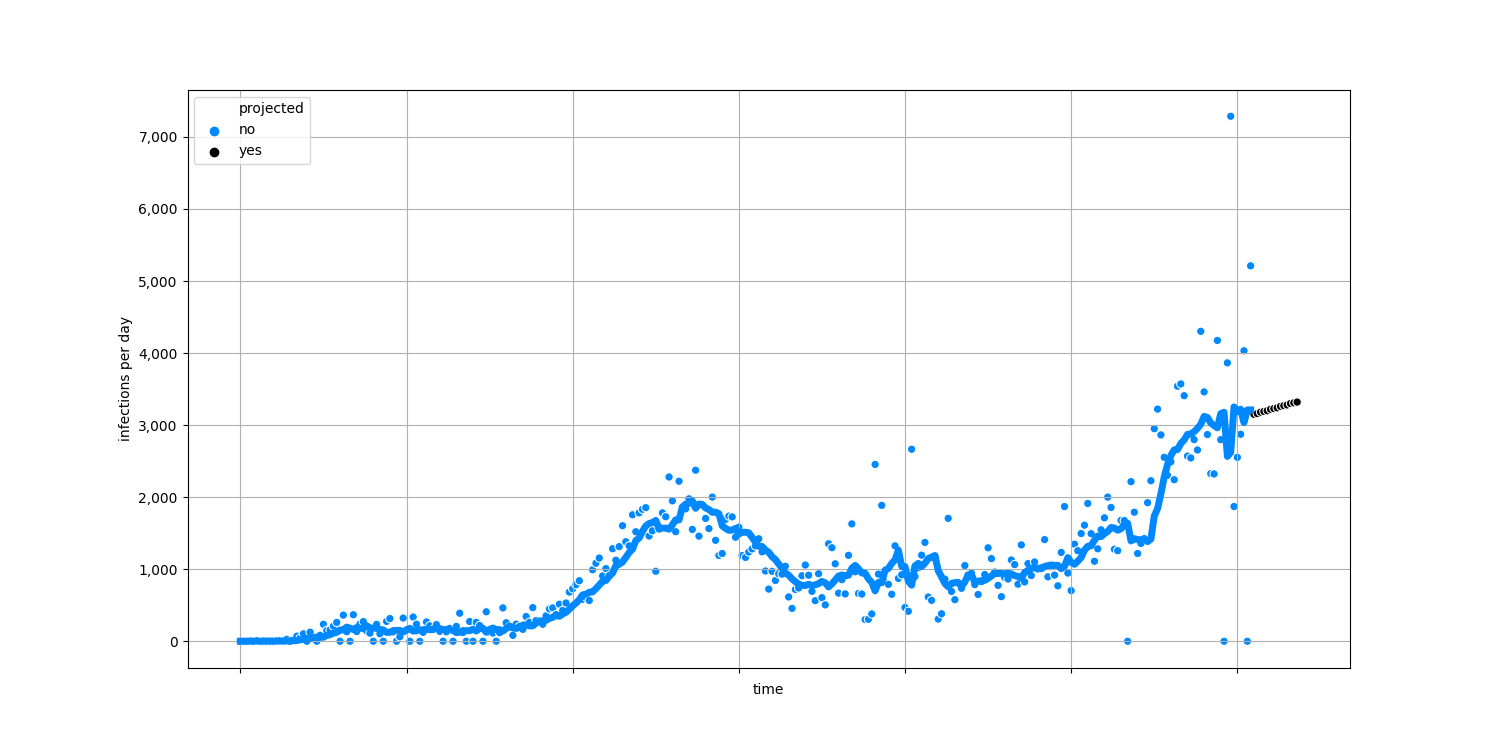 projected
no
yes
7,000
6,000
5,000
4,000
3,000
2,000
1,000
0
infections per day
time